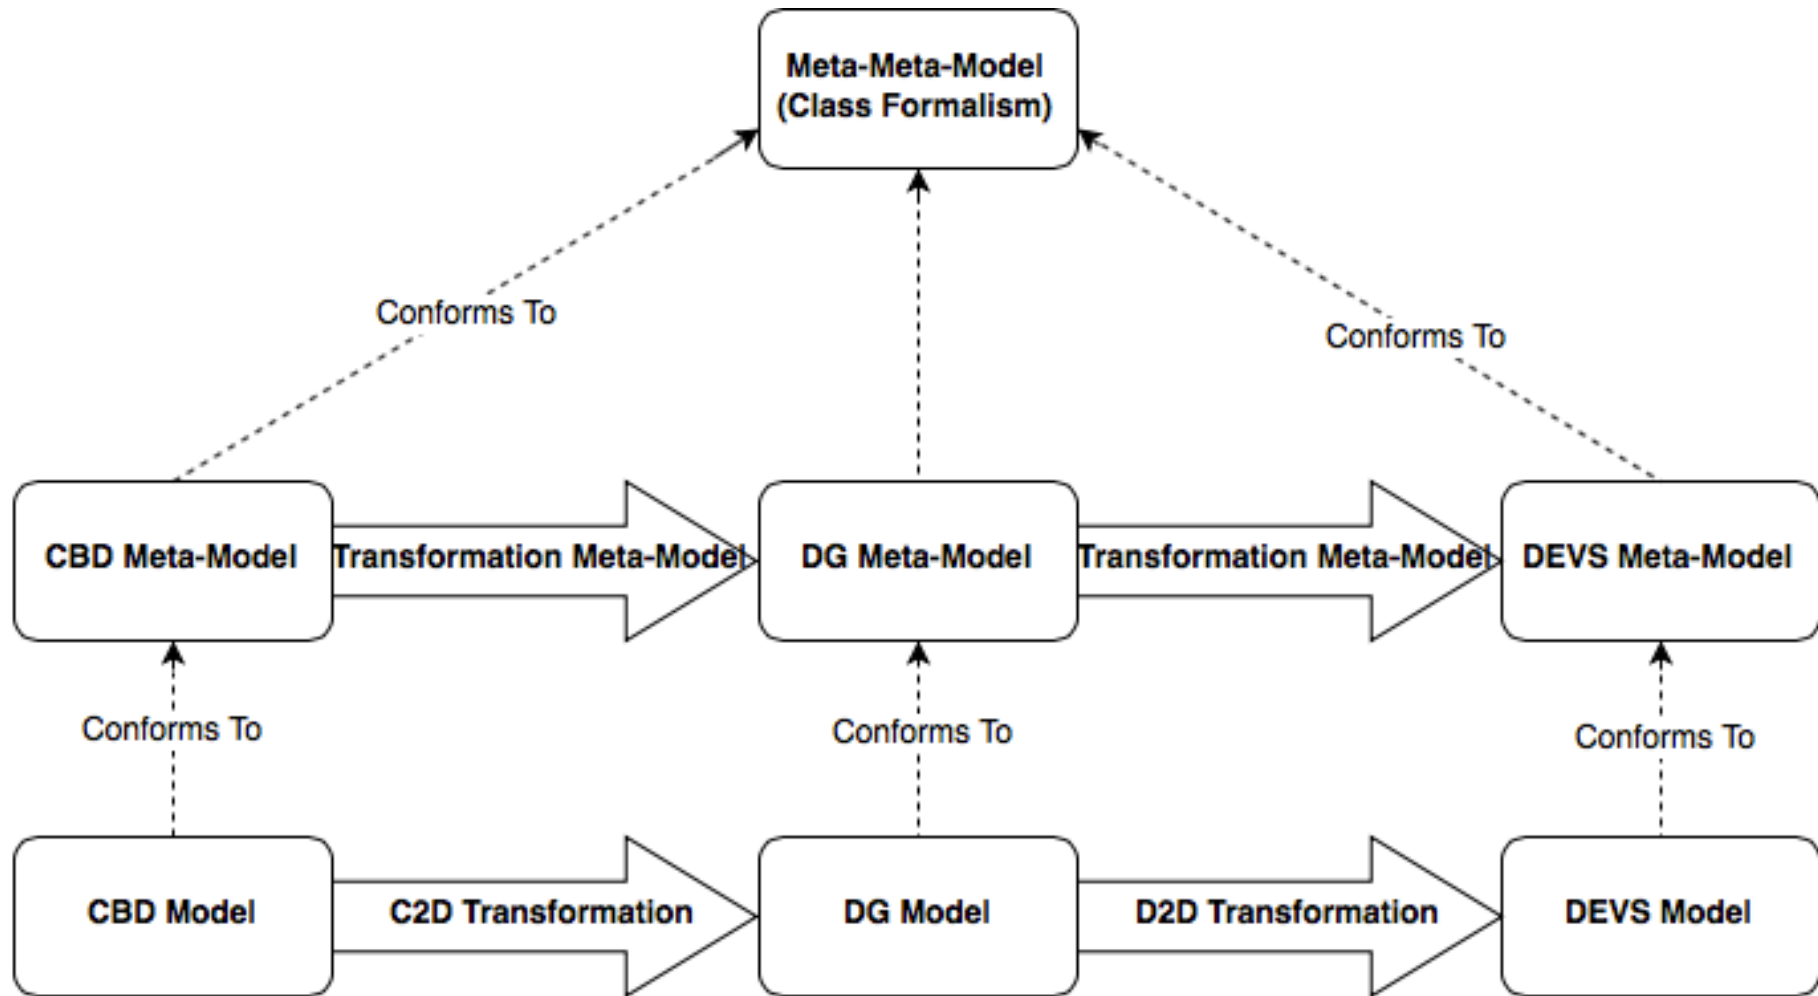 Meta-Meta-Model
(Class Formalism)
Conforms To
Conforms To
CBD Meta-Model
Transformation Meta-Model
DG Meta-Model
Transformation Meta-Model
DEVS Meta-Model
Conforms To
Conforms To
Conforms To
CBD Model
C2D Transformation
DG Model
D2D Transformation
DEVS Model